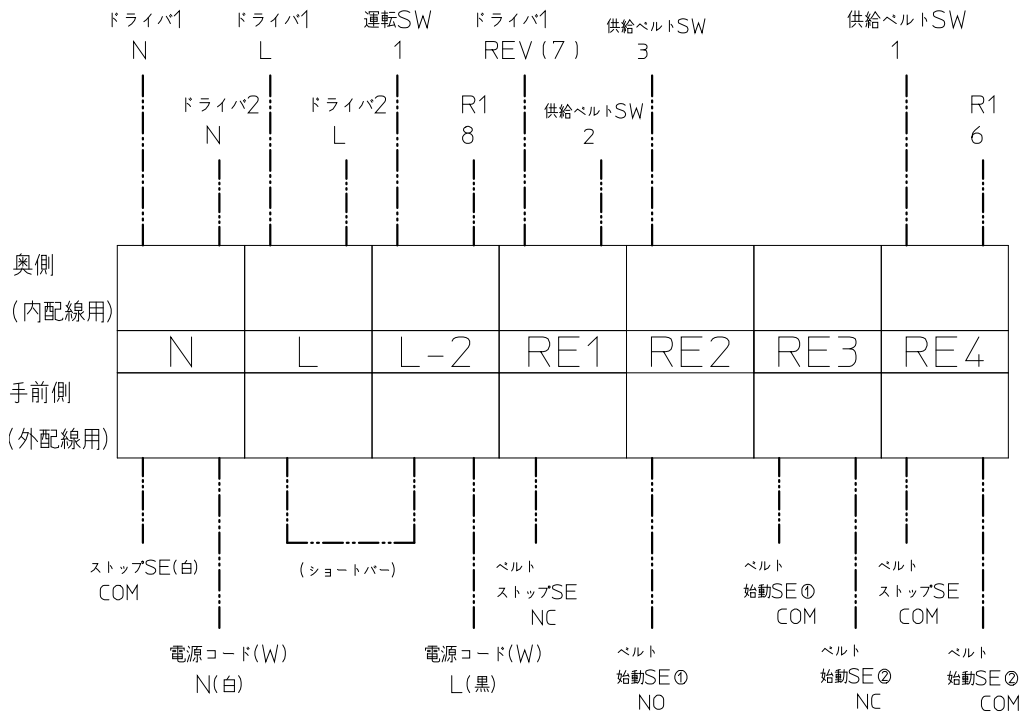 ドライバ1
N
ドライバ1
L
運転SW
1
ドライバ1
REV(7)
供給ベルトSW
3
供給ベルトSW
1
ドライバ2
N
ドライバ2
L
R1
8
供給ベルトSW
2
R1
6
奥側
(内配線用)
N
L
L-2
RE1
RE2
RE3
RE4
手前側
(外配線用)
ストップSE(白)
COM
(ショートバー)
ベルト
ストップSE
NC
ベルト
始動SE①
COM
ベルト
ストップSE
COM
電源コード(W)
N(白)
電源コード(W)
L(黒)
ベルト
始動SE①
NO
ベルト
始動SE②
NC
ベルト
始動SE②
COM